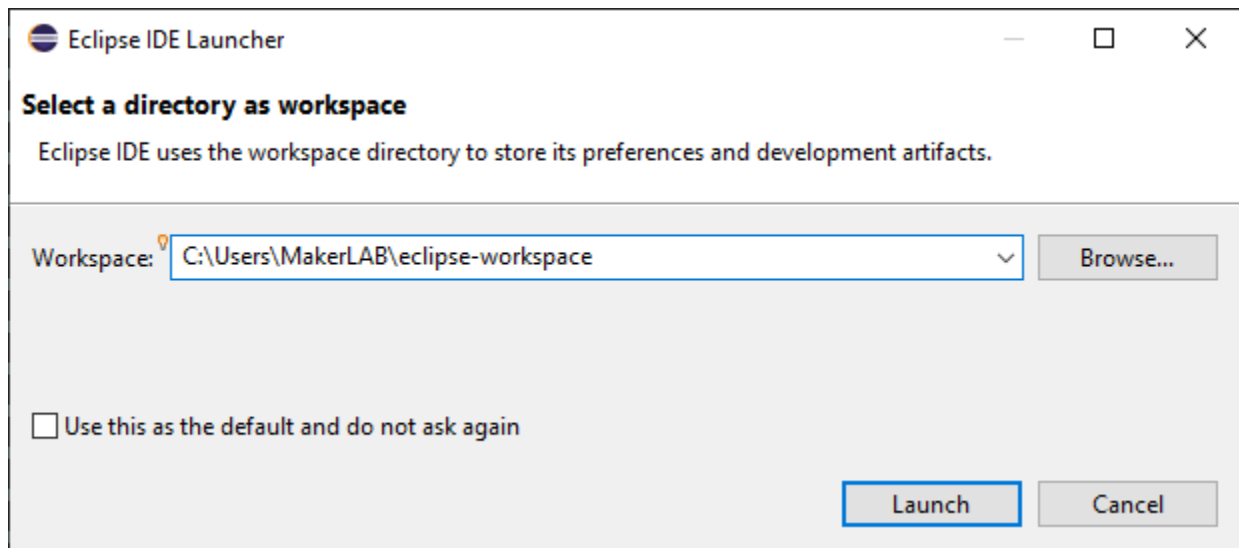 Eclipse IDE Launcher
Select a directory as workspace
Eclipse IDE uses the workspace directory to store its preferences and development artifacts.
Workspace: C:\Users\MakerLAB\eclipse-workspace Browse...
Use this as the default and do not ask again
Launch Cancel